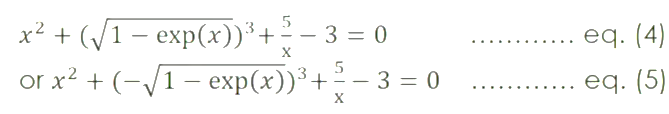 x² + (√(1 − exp(x)))³ + 5/x − 3 = 0 ............ eq. (4)
or x² + (−√(1 − exp(x)))³ + 5/x − 3 = 0 ............ eq. (5)